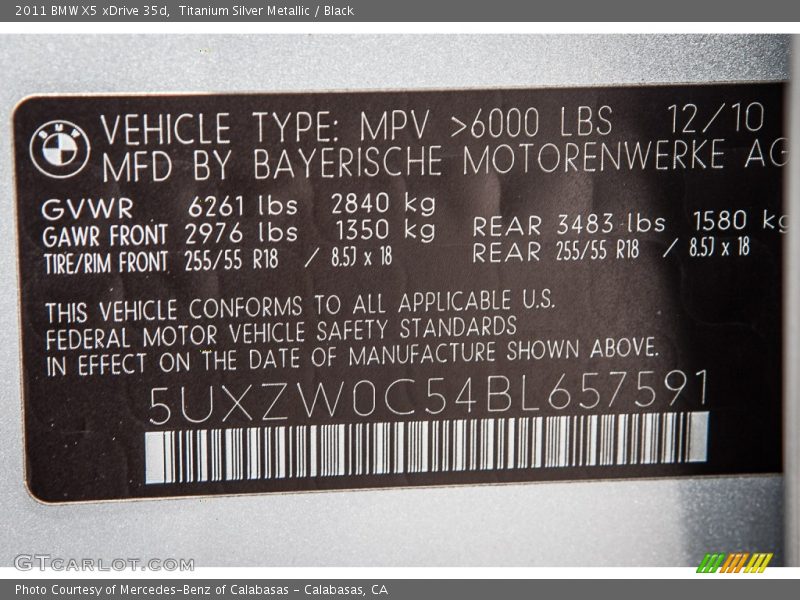 2011 BMW X5 xDrive 35d, Titanium Silver Metallic / Black
BMW
VEHICLE TYPE: MPV >6000 LBS 12/10
MFD BY BAYERISCHE MOTORENWERKE AG
GVWR 6261 lbs 2840 kg
GAWR FRONT 2976 lbs 1350 kg REAR 3483 lbs 1580 kg
TIRE/RIM FRONT 255/55 R18 / 8.5J x 18 REAR 255/55 R18 / 8.5J x 18
THIS VEHICLE CONFORMS TO ALL APPLICABLE U.S.
FEDERAL MOTOR VEHICLE SAFETY STANDARDS
IN EFFECT ON THE DATE OF MANUFACTURE SHOWN ABOVE.
5UXZW0C54BL657591
GTCARLOT.COM
Photo Courtesy of Mercedes-Benz of Calabasas - Calabasas, CA